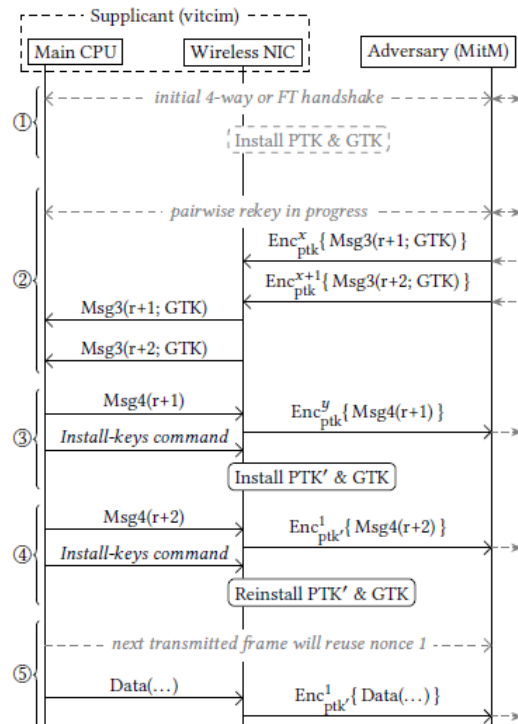 Supplicant (vitcim)
Main CPU Wireless NIC Adversary (MitM)
① initial 4-way or FT handshake
Install PTK & GTK
② pairwise rekey in progress
Enc^x_ptk{ Msg3(r+1; GTK) }
Enc^{x+1}_ptk{ Msg3(r+2; GTK) }
Msg3(r+1; GTK)
Msg3(r+2; GTK)
③ Msg4(r+1) Enc^y_ptk{ Msg4(r+1) }
Install-keys command
Install PTK′ & GTK
④ Msg4(r+2) Enc^1_ptk′{ Msg4(r+2) }
Install-keys command
Reinstall PTK′ & GTK
⑤ next transmitted frame will reuse nonce 1
Data(…) Enc^1_ptk′{ Data(…) }